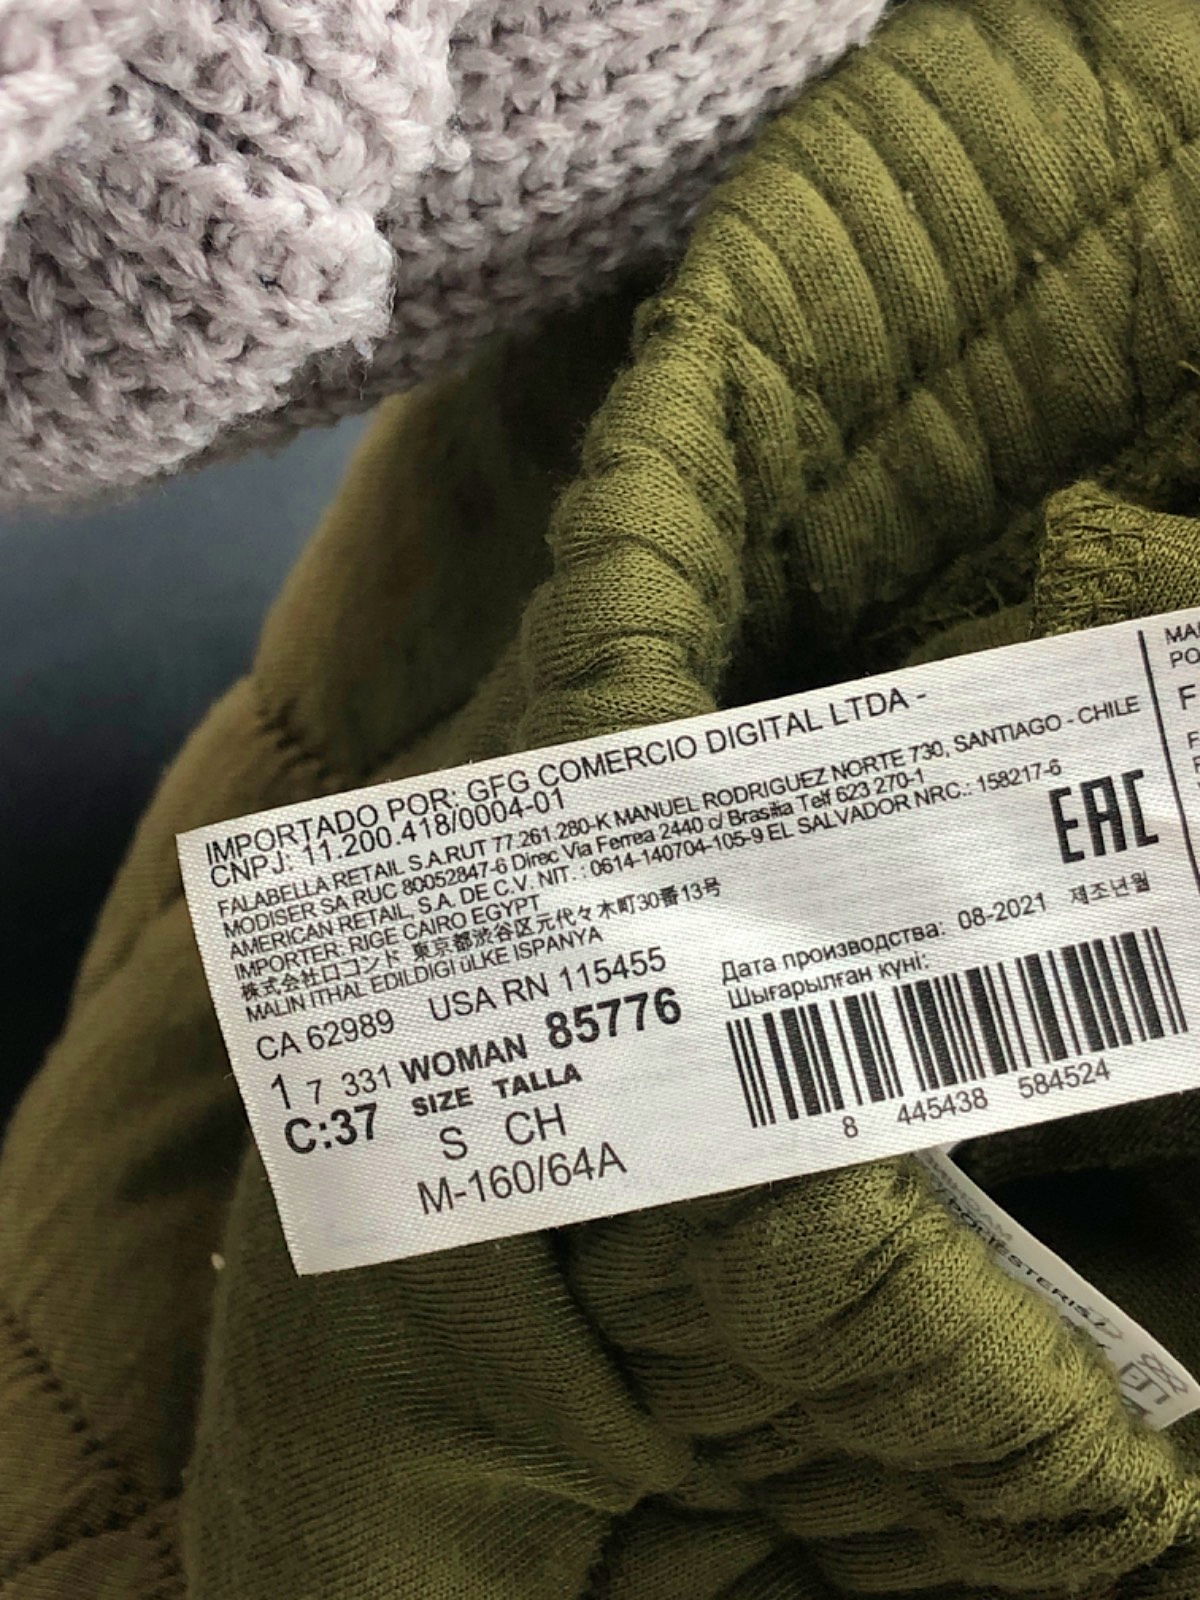 IMPORTADO POR: GFG COMERCIO DIGITAL LTDA -
CNPJ: 11.200.418/0004-01
FALABELLA RETAIL S.A.RUT 77.261.280-K MANUEL RODRIGUEZ NORTE 730, SANTIAGO - CHILE
MODISER SA RUC 80052847-6 Direc Via Ferrea 2440 c/ Brasilia Telf 623 270-1
AMERICAN RETAIL, S.A. DE C.V. NIT. : 0614-140704-105-9 EL SALVADOR NRC.: 158217-6
IMPORTER: RIGE CAIRO EGYPT
株式会社ロコンド 東京都渋谷区元代々木町30番13号
MALIN ITHAL EDILDIGI üLKE ISPANYA
CA 62989 USA RN 115455
1 7 331 WOMAN 85776
C:37 SIZE TALLA
S CH
M-160/64A
EAC
Дата производства: 08-2021 제조년월
Шығарылған күні:
8 445438 584524
POLIESTERIS